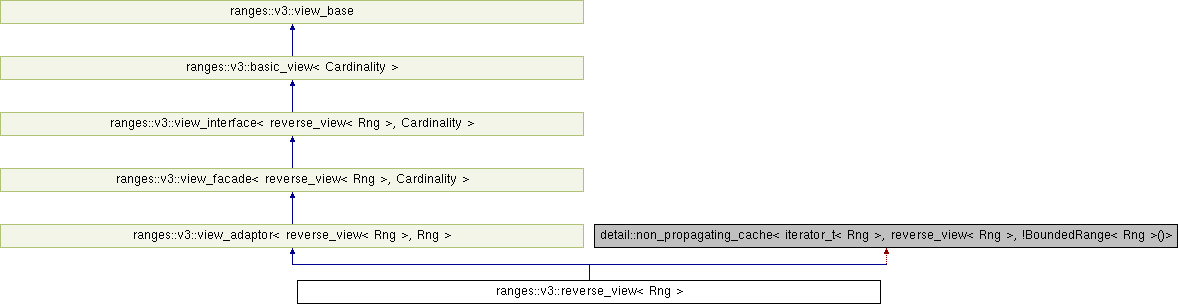 ranges::v3::view_base
ranges::v3::basic_view< Cardinality >
ranges::v3::view_interface< reverse_view< Rng >, Cardinality >
ranges::v3::view_facade< reverse_view< Rng >, Cardinality >
ranges::v3::view_adaptor< reverse_view< Rng >, Rng >
detail::non_propagating_cache< iterator_t< Rng >, reverse_view< Rng >, !BoundedRange< Rng >()>
ranges::v3::reverse_view< Rng >